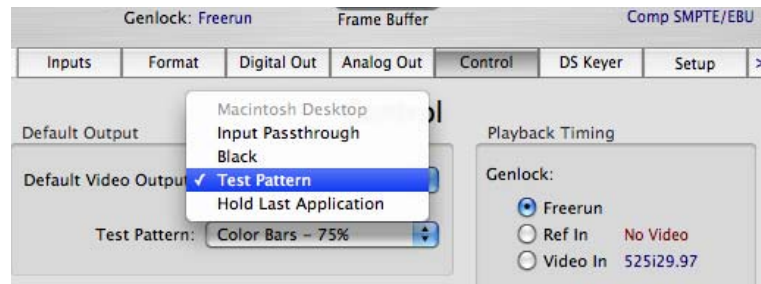 Genlock: Freerun Frame Buffer Comp SMPTE/EBU
Inputs Format Digital Out Analog Out Control DS Keyer Setup >
Default Output
Macintosh Desktop
Input Passthrough
Black
Default Video Output ✓ Test Pattern
Hold Last Application
Test Pattern: Color Bars – 75%
Playback Timing
Genlock:
Freerun
Ref In No Video
Video In 525i29.97